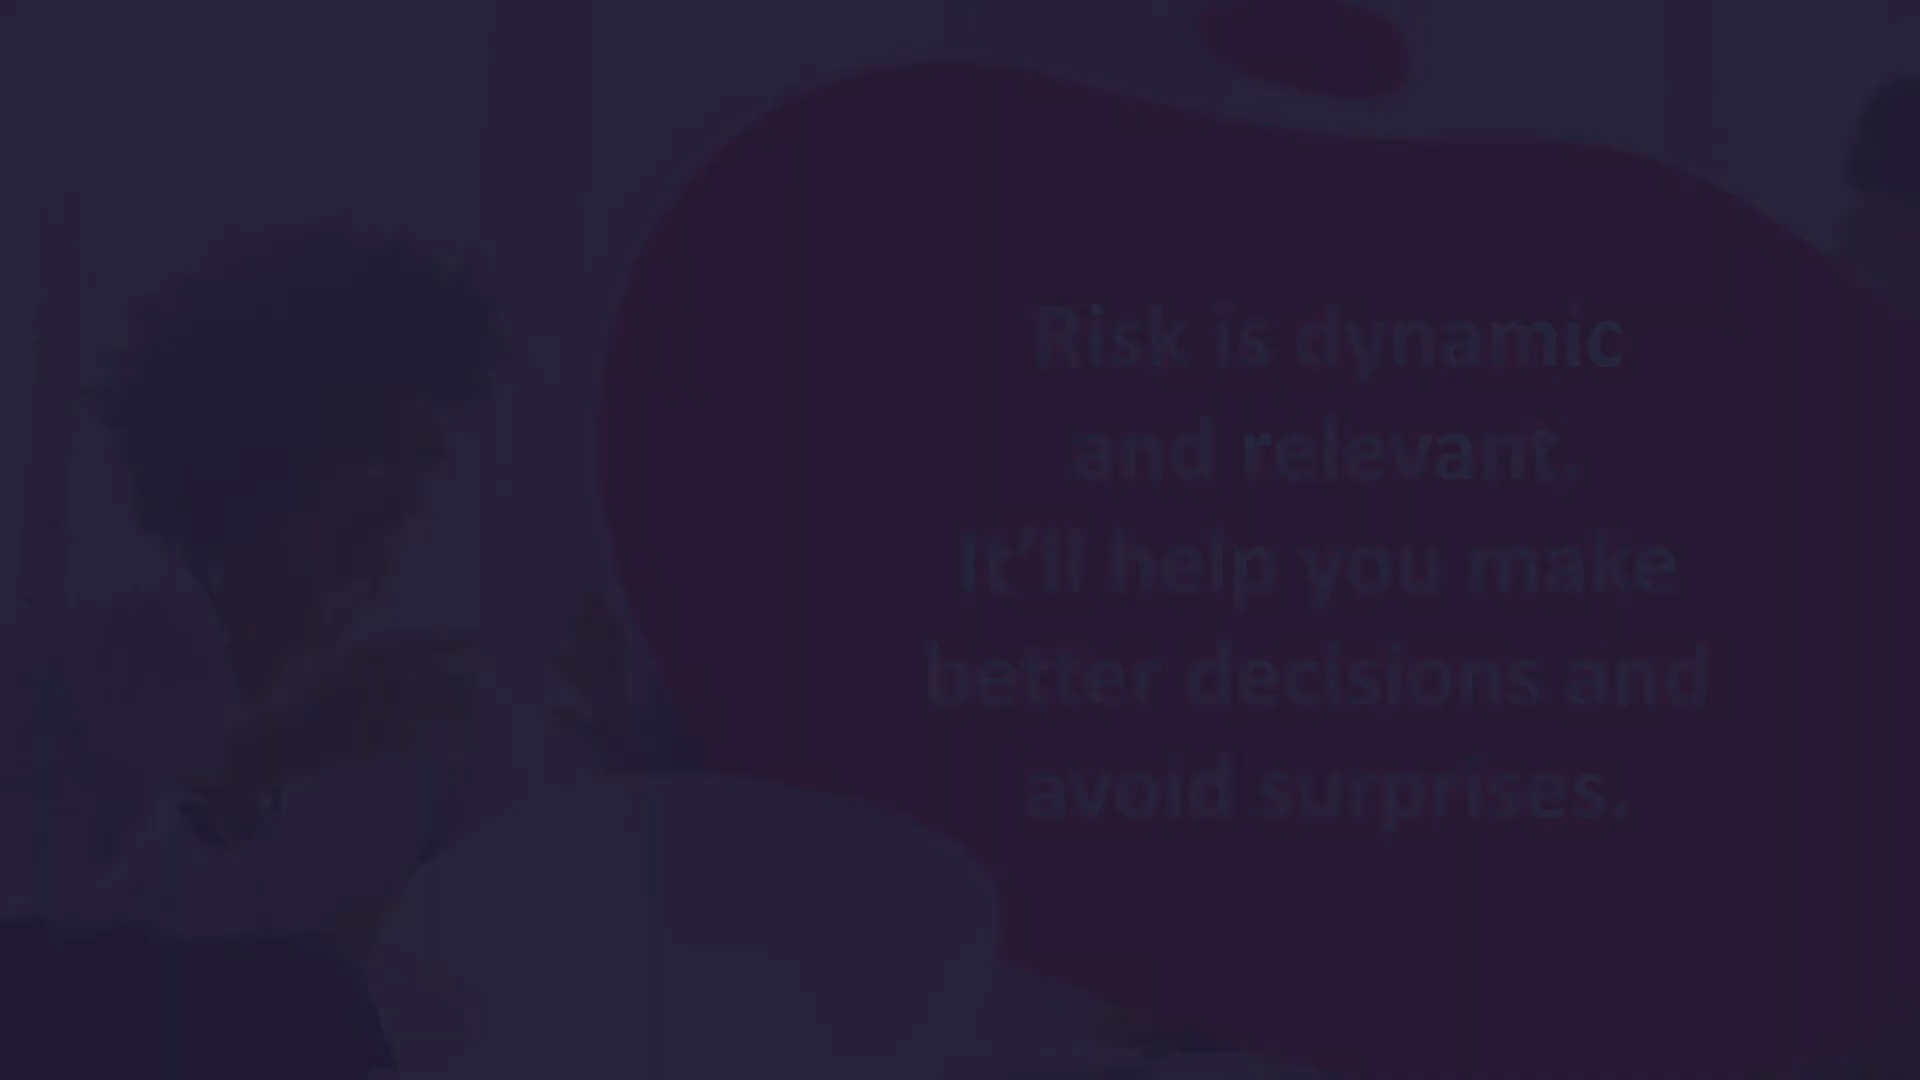 Risk is dynamic
and relevant.
It'll help you make
better decisions and
avoid surprises.